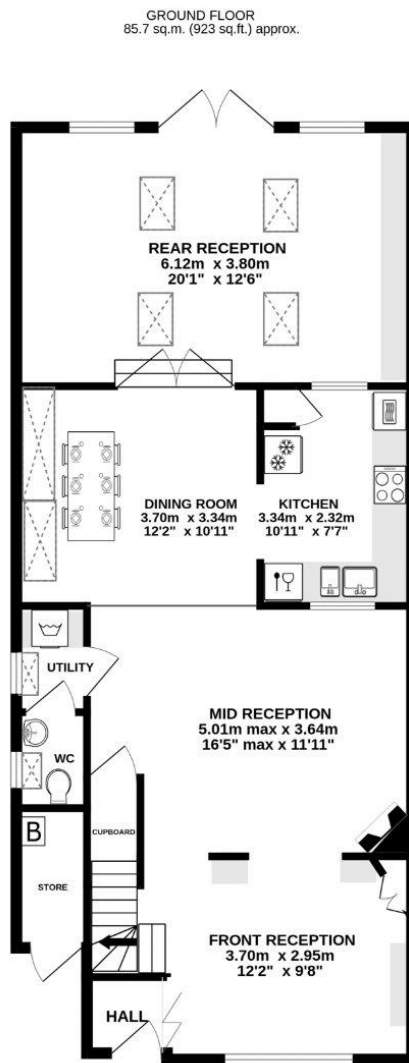 GROUND FLOOR
85.7 sq.m. (923 sq.ft.) approx.
REAR RECEPTION
6.12m x 3.80m
20'1" x 12'6"
DINING ROOM
3.70m x 3.34m
12'2" x 10'11"
KITCHEN
3.34m x 2.32m
10'11" x 7'7"
UTILITY
MID RECEPTION
5.01m max x 3.64m
16'5" max x 11'11"
WC
B
CUPBOARD
STORE
FRONT RECEPTION
3.70m x 2.95m
12'2" x 9'8"
HALL